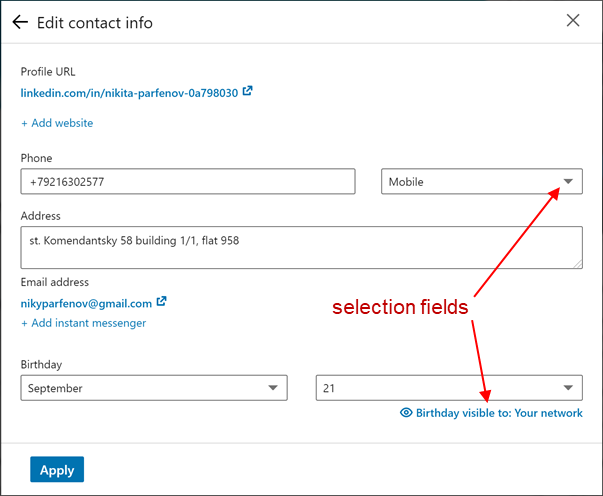 Edit contact info
Profile URL
linkedin.com/in/nikita-parfenov-0a798030
+ Add website
Phone
+79216302577 Mobile
Address
st. Komendantsky 58 building 1/1, flat 958
Email address
nikyparfenov@gmail.com
selection fields
+ Add instant messenger
Birthday
September 21
Birthday visible to: Your network
Apply